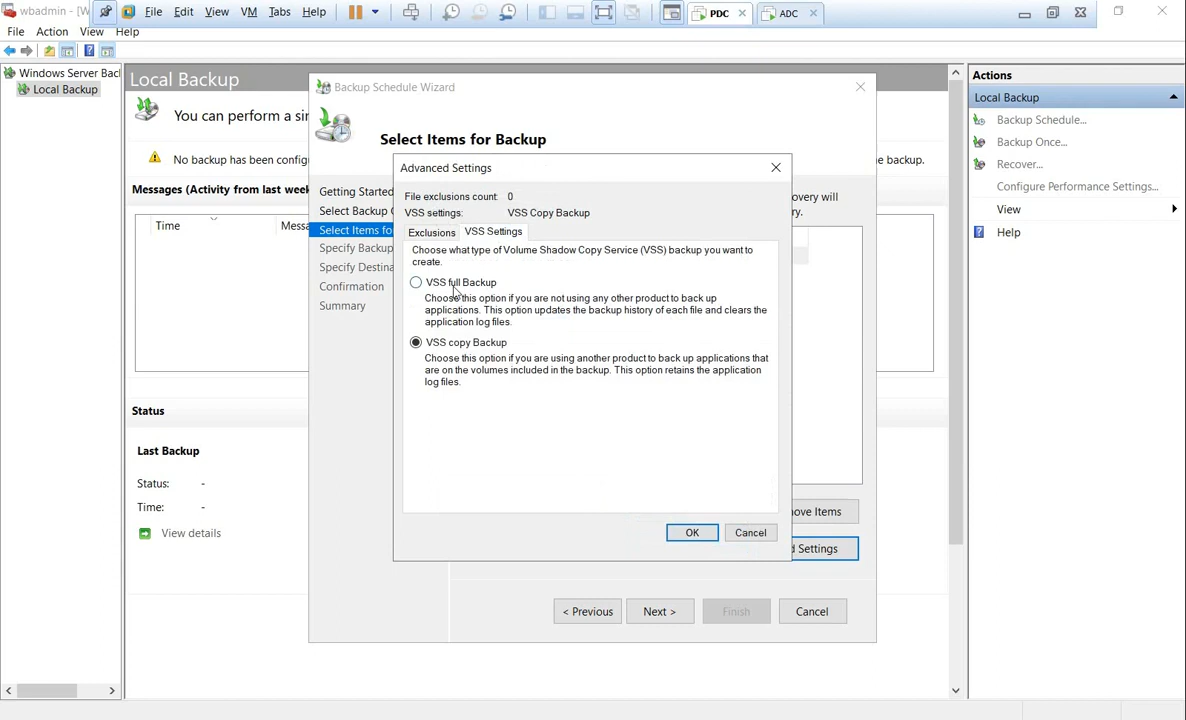 wbadmin - [W
File Edit View VM Tabs Help
PDC
ADC
File Action View Help
Windows Server Bac
Local Backup
Local Backup
You can perform a sin
No backup has been configu
e backup.
Messages (Activity from last week
Time
Messa
Status
Last Backup
Status: -
Time: -
View details
Backup Schedule Wizard
Select Items for Backup
Getting Started
Select Backup C
Select Items fo
Specify Backup
Specify Destina
Confirmation
Summary
overy will
ry.
ove Items
d Settings
< Previous
Next >
Finish
Cancel
Advanced Settings
File exclusions count: 0
VSS settings: VSS Copy Backup
Exclusions VSS Settings
Choose what type of Volume Shadow Copy Service (VSS) backup you want to
create.
VSS full Backup
Choose this option if you are not using any other product to back up
applications. This option updates the backup history of each file and clears the
application log files.
VSS copy Backup
Choose this option if you are using another product to back up applications that
are on the volumes included in the backup. This option retains the application
log files.
OK
Cancel
Actions
Local Backup
Backup Schedule...
Backup Once...
Recover...
Configure Performance Settings...
View
Help